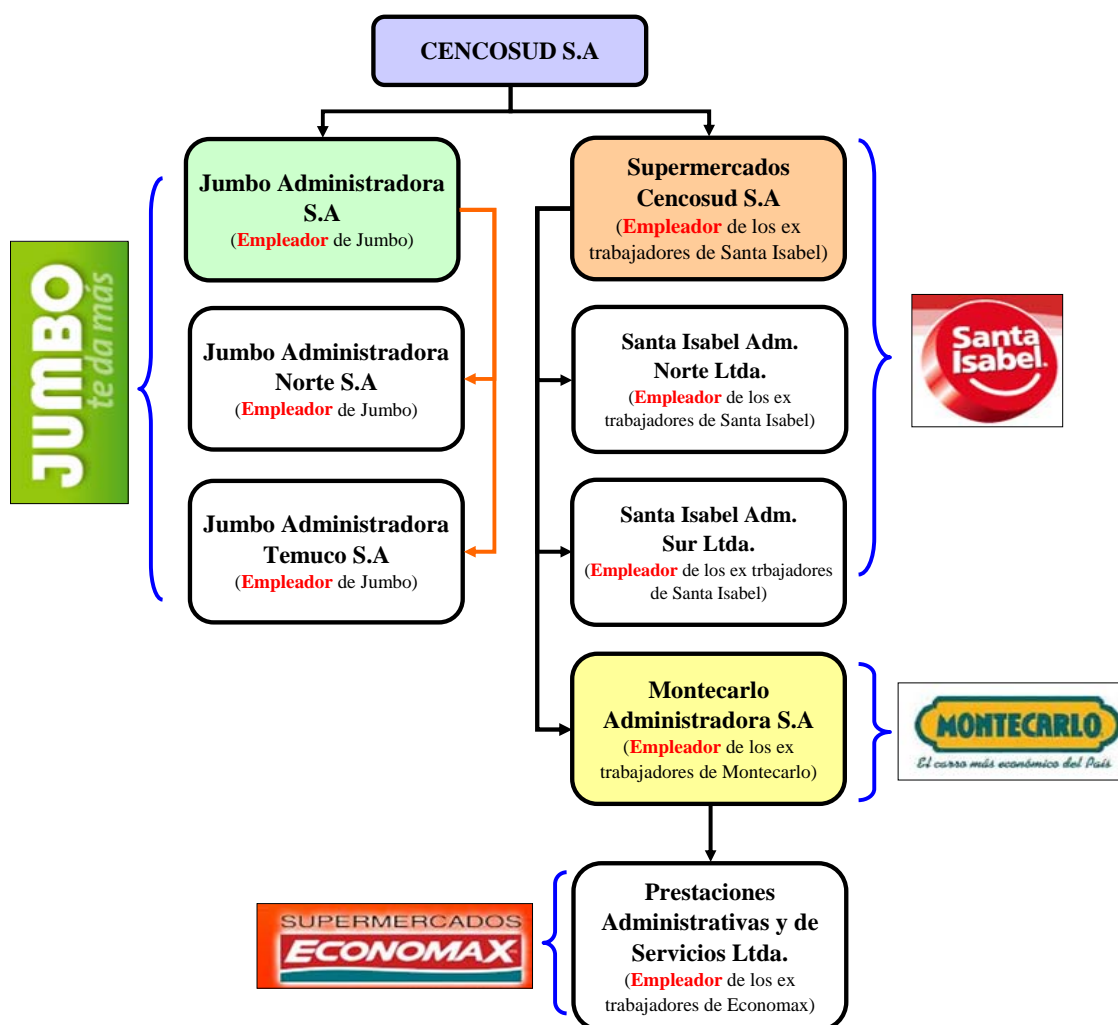 CENCOSUD S.A
Jumbo Administradora
S.A
(Empleador de Jumbo)
Supermercados
Cencosud S.A
(Empleador de los ex
trabajadores de Santa Isabel)
JUMBO
te da más
Jumbo Administradora
Norte S.A
(Empleador de Jumbo)
Santa Isabel Adm.
Norte Ltda.
(Empleador de los ex
trabajadores de Santa Isabel)
Santa
Isabel.
Jumbo Administradora
Temuco S.A
(Empleador de Jumbo)
Santa Isabel Adm.
Sur Ltda.
(Empleador de los ex trbajadores
de Santa Isabel)
Montecarlo
Administradora S.A
(Empleador de los ex
trabajadores de Montecarlo)
MONTECARLO
El carro más económico del País
SUPERMERCADOS
ECONOMAX
Prestaciones
Administrativas y de
Servicios Ltda.
(Empleador de los ex
trabajadores de Economax)